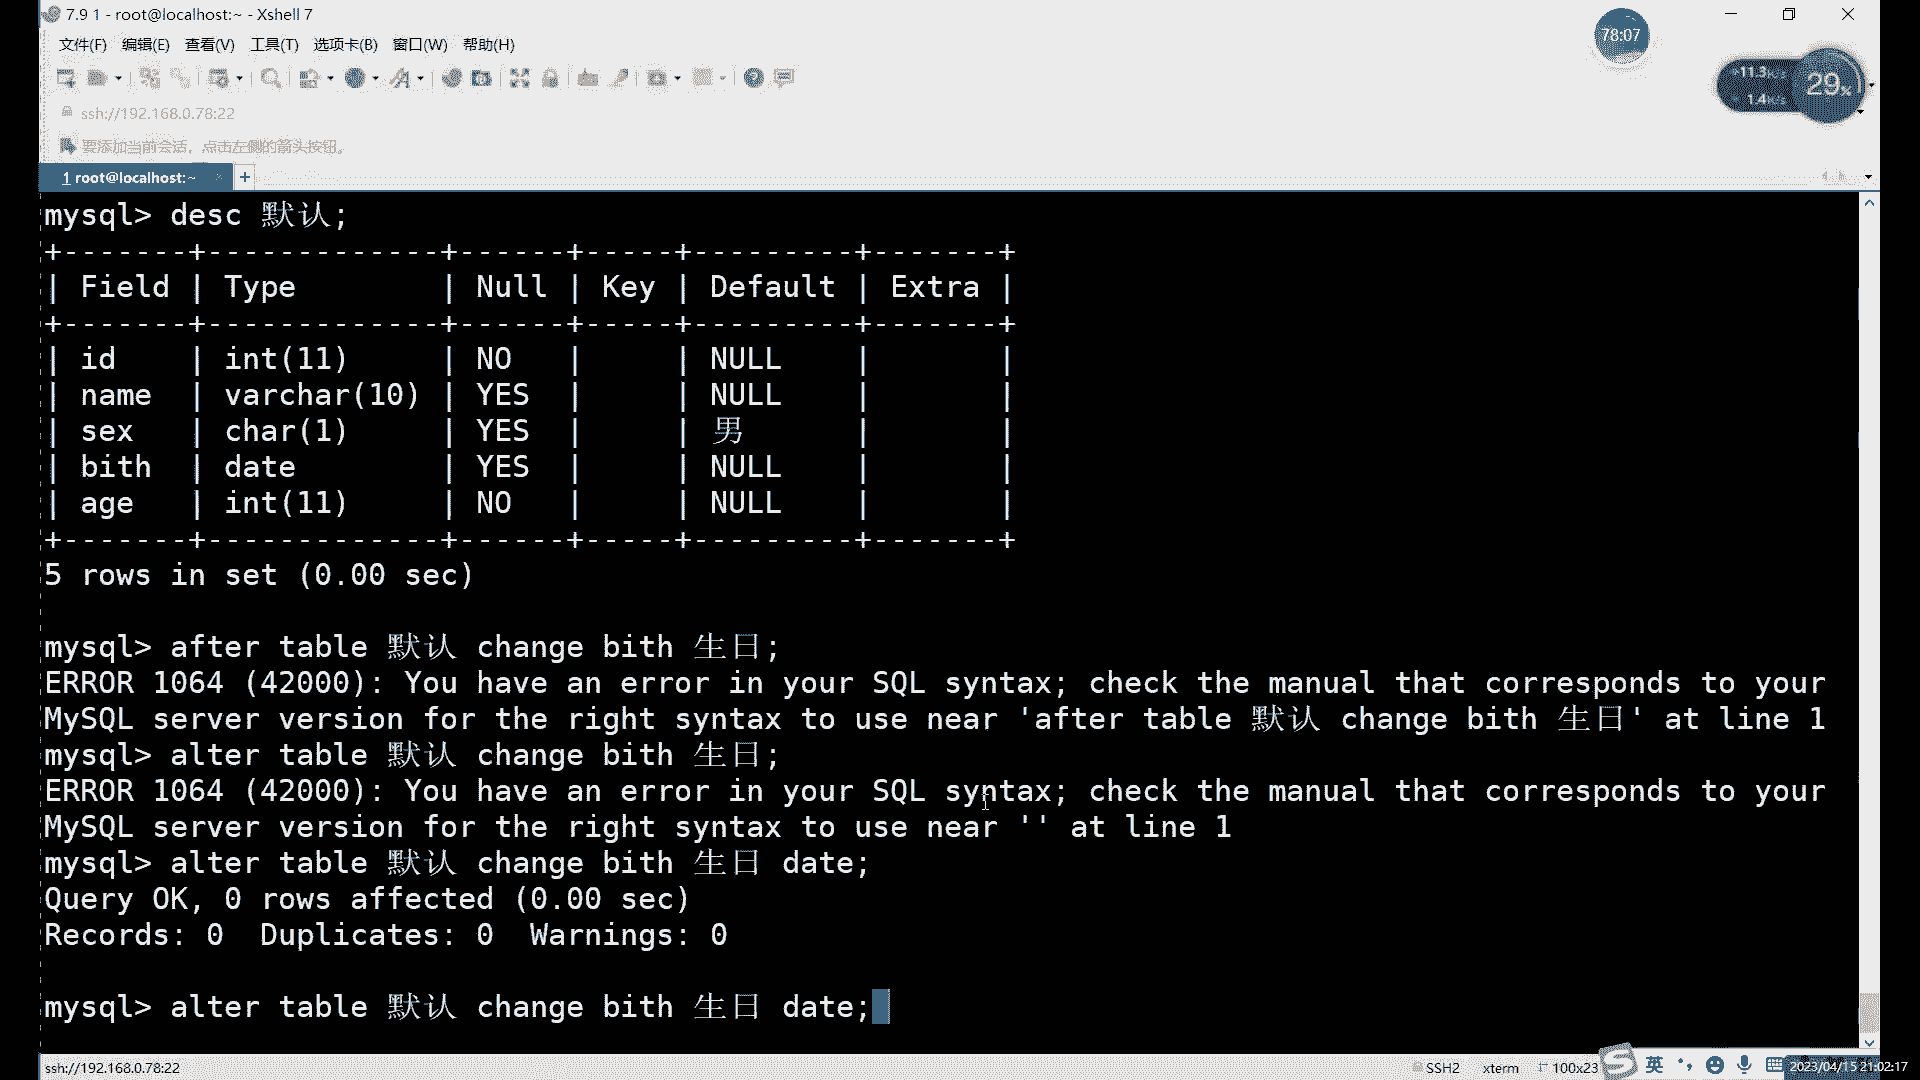 7.9 1 - root@localhost:~ - Xshell 7
文件(F) 编辑(E) 查看(V) 工具(T) 选项卡(B) 窗口(W) 帮助(H)
78:07
11.3K/s
1.4K/s
29%
ssh://192.168.0.78:22
要添加当前会话，点击左侧的箭头按钮。
1 root@localhost:~ × +
mysql> desc 默认;
+-------+-------------+------+-----+---------+-------+
| Field | Type        | Null | Key | Default | Extra |
+-------+-------------+------+-----+---------+-------+
| id    | int(11)     | NO   |     | NULL    |       |
| name  | varchar(10) | YES  |     | NULL    |       |
| sex   | char(1)     | YES  |     | 男      |       |
| bith  | date        | YES  |     | NULL    |       |
| age   | int(11)     | NO   |     | NULL    |       |
+-------+-------------+------+-----+---------+-------+
5 rows in set (0.00 sec)
mysql> after table 默认 change bith 生日;
ERROR 1064 (42000): You have an error in your SQL syntax; check the manual that corresponds to your
MySQL server version for the right syntax to use near 'after table 默认 change bith 生日' at line 1
mysql> alter table 默认 change bith 生日;
ERROR 1064 (42000): You have an error in your SQL syntax; check the manual that corresponds to your
MySQL server version for the right syntax to use near '' at line 1
mysql> alter table 默认 change bith 生日 date;
Query OK, 0 rows affected (0.00 sec)
Records: 0  Duplicates: 0  Warnings: 0
mysql> alter table 默认 change bith 生日 date;
ssh://192.168.0.78:22
SSH2 xterm 100x23
英
2023/04/15 21:02:17